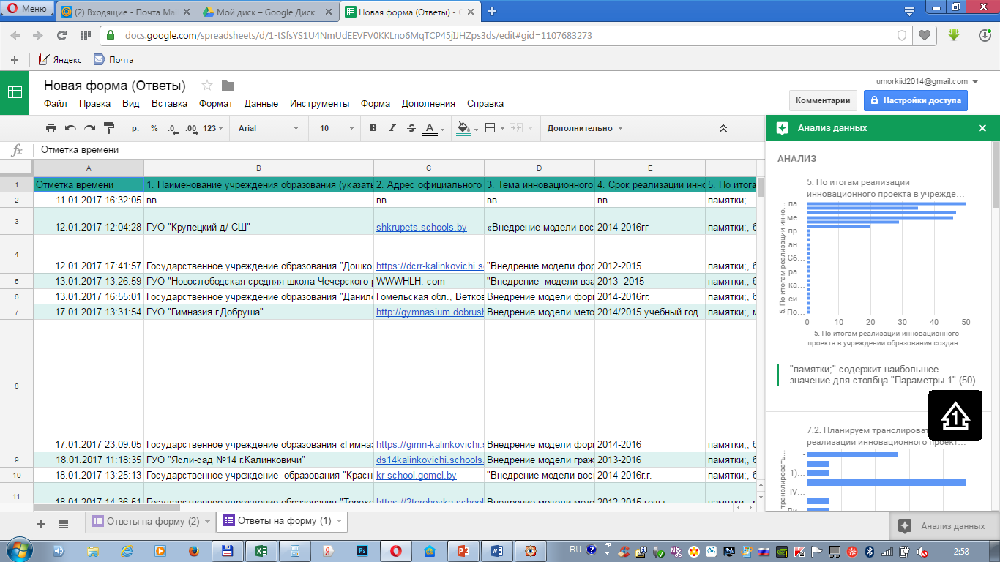 Меню
(2) Входящие - Почта Mai
Мой диск – Google Диск
Новая форма (Ответы) - G
docs.google.com/spreadsheets/d/1-tSfsYS1U4NmUdEEVFV0KKLno6MqTCP45jIJHZps3ds/edit#gid=1107683273
Яндекс
Почта
Новая форма (Ответы)
umorkiid2014@gmail.com
Файл Правка Вид Вставка Формат Данные Инструменты Форма Дополнения Справка
Комментарии
Настройки доступа
р. % .0 .00 123 Arial 10 B I S A Дополнительно
Анализ данных
fx Отметка времени
A B C D E
1 Отметка времени 1. Наименование учреждения образования (указать 2. Адрес официального 3. Тема инновационного 4. Срок реализации инно 5. По итога
2 11.01.2017 16:32:05 вв вв вв вв памятки;
3 12.01.2017 12:04:28 ГУО "Крупецкий д/-СШ" shkrupets.schools.by «Внедрение модели вос 2014-2016гг памятки;, б
4 12.01.2017 17:41:57 Государственное учреждение образования "Дошкол https://dcrr-kalinkovichi.s "Внедрение модели фор 2012-2015 памятки;, б
5 13.01.2017 13:26:59 ГУО "Новослободская средняя школа Чечерского р WWWHLH. com "Внедрение  модели вза 2013 -2015 памятки;, б
6 13.01.2017 16:55:01 Государственное учреждение образования "Данило Гомельская обл., Ветков Внедрение модели форм 2014-2016гг. памятки;, б
7 17.01.2017 13:31:54 ГУО "Гимназия г.Добруша" http://gymnasium.dobrush Внедрение модели мето 2014/2015 учебный год памятки;, м
8 17.01.2017 23:09:05 Государственное учреждение образования «Гимназ https://gimn-kalinkovichi.s Внедрение модели форм 2014-2016 памятки;, б
9 18.01.2017 11:18:35 ГУО "Ясли-сад №14 г.Калинковичи" ds14kalinkovichi.schools. Внедрение модели граж 2013-2016 памятки;, б
10 18.01.2017 13:25:13 Государственное учреждение  образования "Красно kr-school.gomel.by "Внедрение модели восп 2014-2016г.г. памятки;, б
11 18.01.2017 14:36:51 Государственное учреждение образования "Терехо https://2terehovka.school Внедрение модели мето 2012-2015 годы памятки;, м
АНАЛИЗ
5. По итогам реализации
инновационного проекта в учрежде...
5. По итогам реализации инно...
па...
ме...
пр...
ан...
Сб...
ра...
ка...
си...
По...
0 10 20 30 40 50
5. По итогам реализации инновационного
проекта в учреждении образования создан...
"памятки;" содержит наибольшее
значение для столбца "Параметры 1" (50).
1
7.2. Планируем транслироват
реализации инновационного проект...
транслировать...
-
1)...
IV...
Ди...
Ответы на форму (2)
Ответы на форму (1)
Анализ данных
RU
2:58